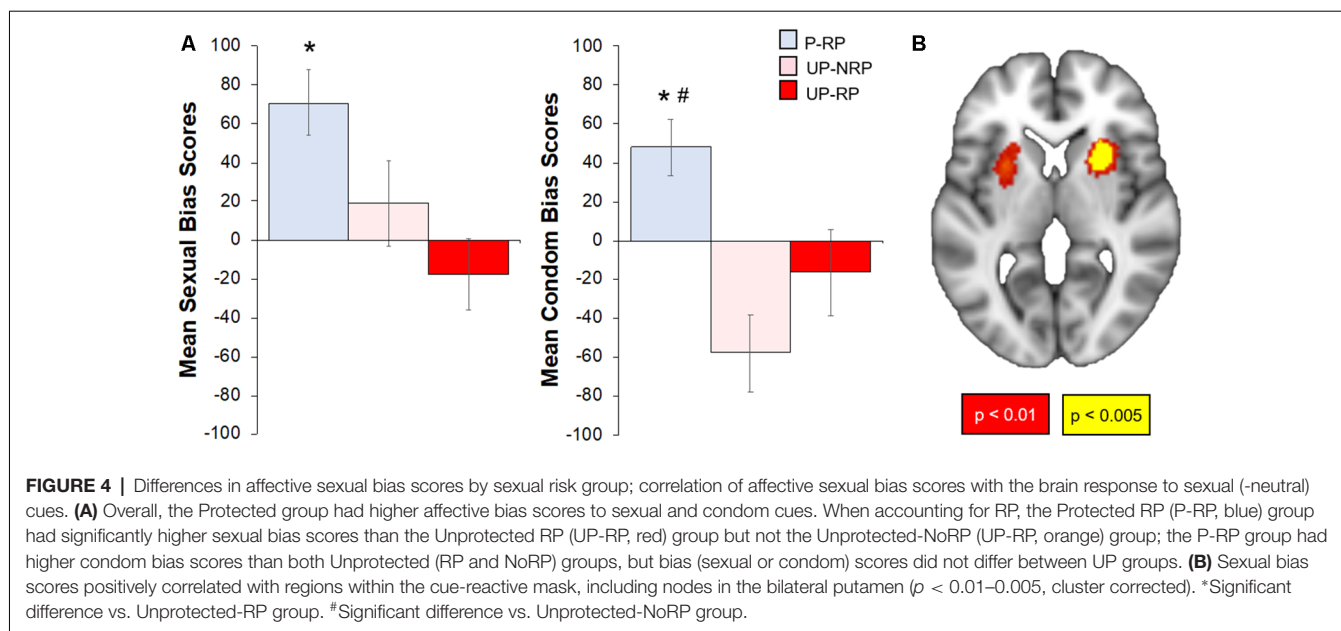 A
100
80
60
40
20
0
-20
-40
-60
-80
-100
Mean Sexual Bias Scores
*
100
80
60
40
20
0
-20
-40
-60
-80
-100
Mean Condom Bias Scores
* #
P-RP
UP-NRP
UP-RP
B
p < 0.01
p < 0.005
FIGURE 4 | Differences in affective sexual bias scores by sexual risk group; correlation of affective sexual bias scores with the brain response to sexual (-neutral)
cues. (A) Overall, the Protected group had higher affective bias scores to sexual and condom cues. When accounting for RP, the Protected RP (P-RP, blue) group
had significantly higher sexual bias scores than the Unprotected RP (UP-RP, red) group but not the Unprotected-NoRP (UP-RP, orange) group; the P-RP group had
higher condom bias scores than both Unprotected (RP and NoRP) groups, but bias (sexual or condom) scores did not differ between UP groups. (B) Sexual bias
scores positively correlated with regions within the cue-reactive mask, including nodes in the bilateral putamen (p < 0.01–0.005, cluster corrected). *Significant
difference vs. Unprotected-RP group. #Significant difference vs. Unprotected-NoRP group.